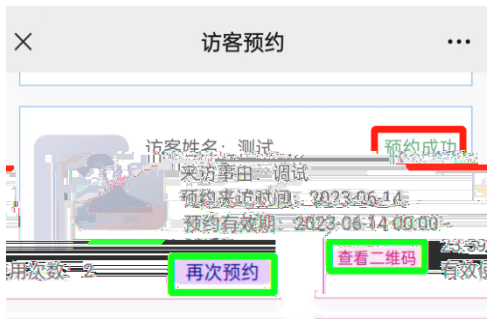 访客预约
访客姓名：测试
预约成功
来访事由：调试
预约来访时间：2023-06-14
预约有效期：2023-06-14 00:00 -
23:59
用次数：2
再次预约
查看二维码
有效